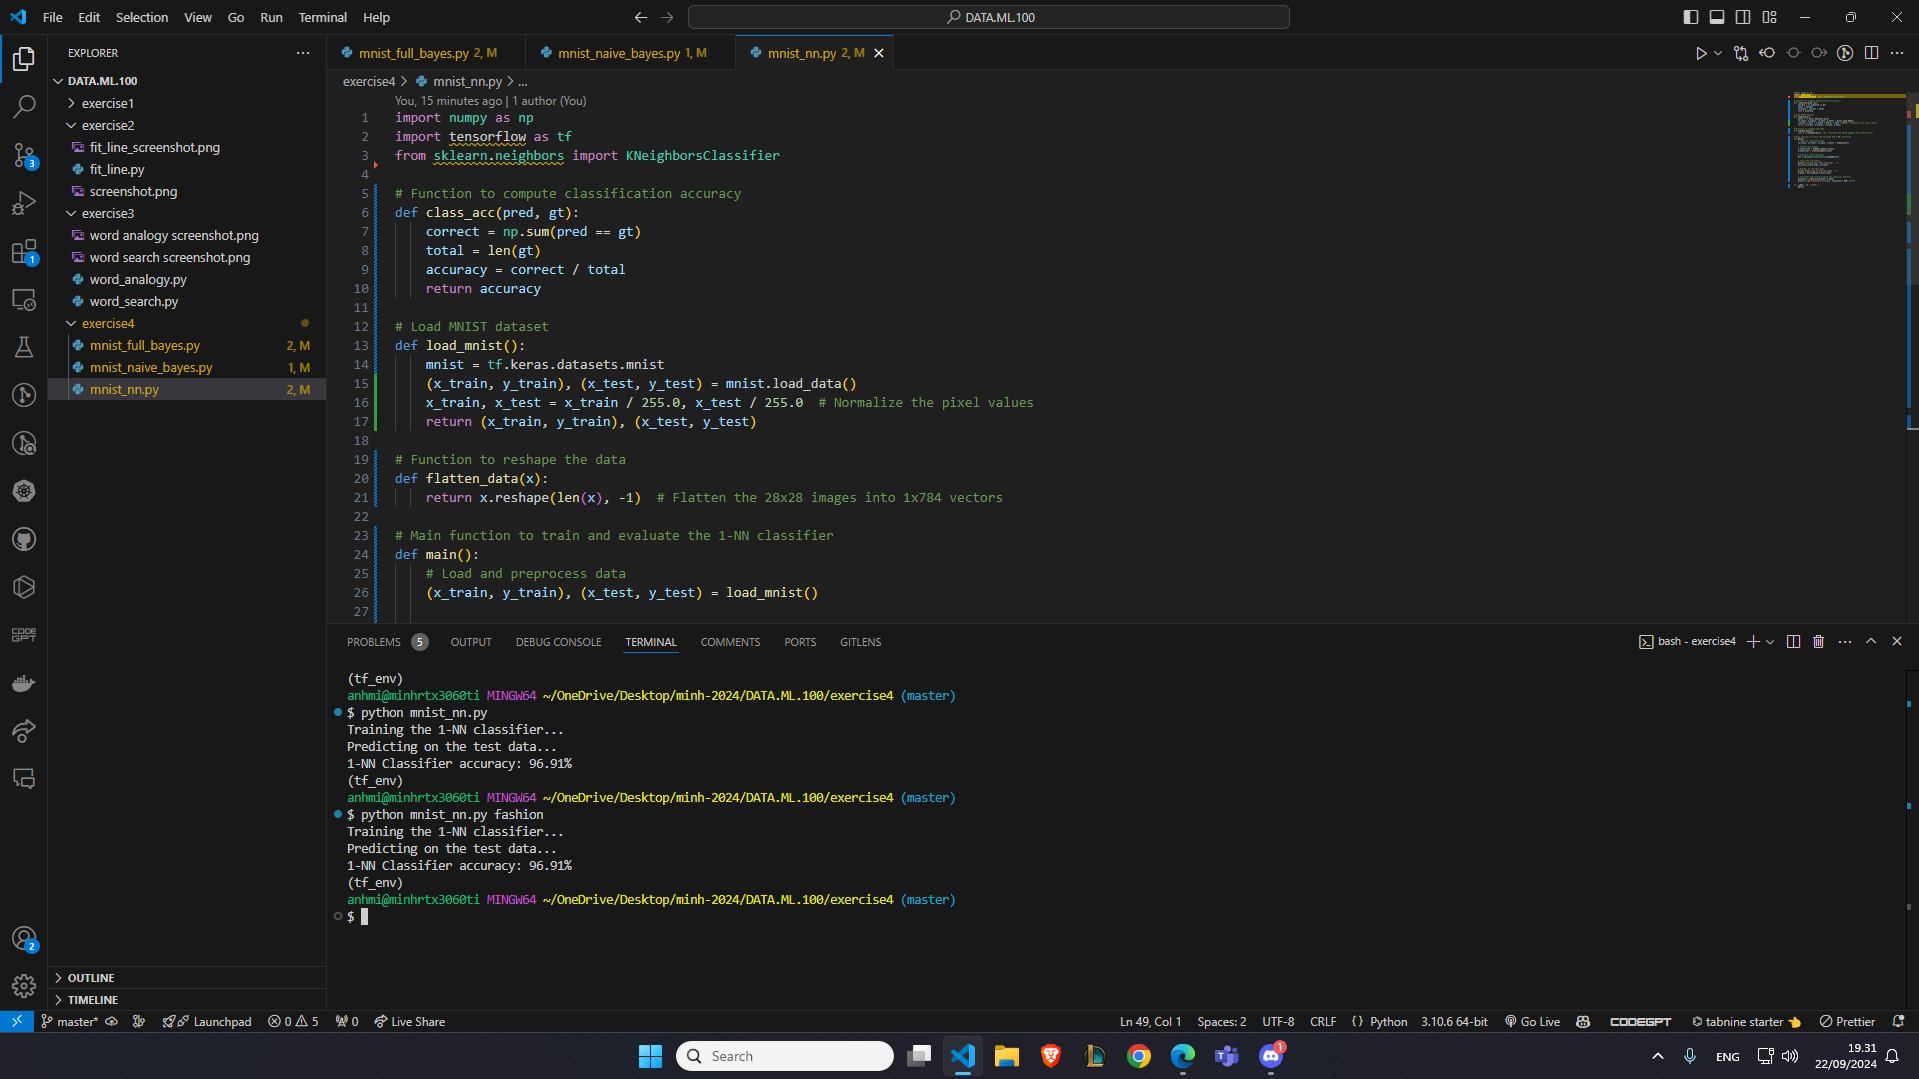 File Edit Selection View Go Run Terminal Help
DATA.ML.100
EXPLORER
DATA.ML.100
exercise1
exercise2
fit_line_screenshot.png
fit_line.py
screenshot.png
exercise3
word analogy screenshot.png
word search screenshot.png
word_analogy.py
word_search.py
exercise4
mnist_full_bayes.py 2, M
mnist_naive_bayes.py 1, M
mnist_nn.py 2, M
OUTLINE
TIMELINE
3
1
2
CODE GPT
mnist_full_bayes.py 2, M mnist_naive_bayes.py 1, M mnist_nn.py 2, M
exercise4 > mnist_nn.py > ...
You, 15 minutes ago | 1 author (You)
1 import numpy as np
2 import tensorflow as tf
3 from sklearn.neighbors import KNeighborsClassifier
4
5 # Function to compute classification accuracy
6 def class_acc(pred, gt):
7 correct = np.sum(pred == gt)
8 total = len(gt)
9 accuracy = correct / total
10 return accuracy
11
12 # Load MNIST dataset
13 def load_mnist():
14 mnist = tf.keras.datasets.mnist
15 (x_train, y_train), (x_test, y_test) = mnist.load_data()
16 x_train, x_test = x_train / 255.0, x_test / 255.0 # Normalize the pixel values
17 return (x_train, y_train), (x_test, y_test)
18
19 # Function to reshape the data
20 def flatten_data(x):
21 return x.reshape(len(x), -1) # Flatten the 28x28 images into 1x784 vectors
22
23 # Main function to train and evaluate the 1-NN classifier
24 def main():
25 # Load and preprocess data
26 (x_train, y_train), (x_test, y_test) = load_mnist()
27
PROBLEMS 5 OUTPUT DEBUG CONSOLE TERMINAL COMMENTS PORTS GITLENS
bash - exercise4
(tf_env)
anhmi@minhrtx3060ti MINGW64 ~/OneDrive/Desktop/minh-2024/DATA.ML.100/exercise4 (master)
$ python mnist_nn.py
Training the 1-NN classifier...
Predicting on the test data...
1-NN Classifier accuracy: 96.91%
(tf_env)
anhmi@minhrtx3060ti MINGW64 ~/OneDrive/Desktop/minh-2024/DATA.ML.100/exercise4 (master)
$ python mnist_nn.py fashion
Training the 1-NN classifier...
Predicting on the test data...
1-NN Classifier accuracy: 96.91%
(tf_env)
anhmi@minhrtx3060ti MINGW64 ~/OneDrive/Desktop/minh-2024/DATA.ML.100/exercise4 (master)
$
master* Launchpad 0 5 0 Live Share
Ln 49, Col 1 Spaces: 2 UTF-8 CRLF Python 3.10.6 64-bit Go Live CODEGPT tabnine starter Prettier
Search
1
ENG
19.31
22/09/2024